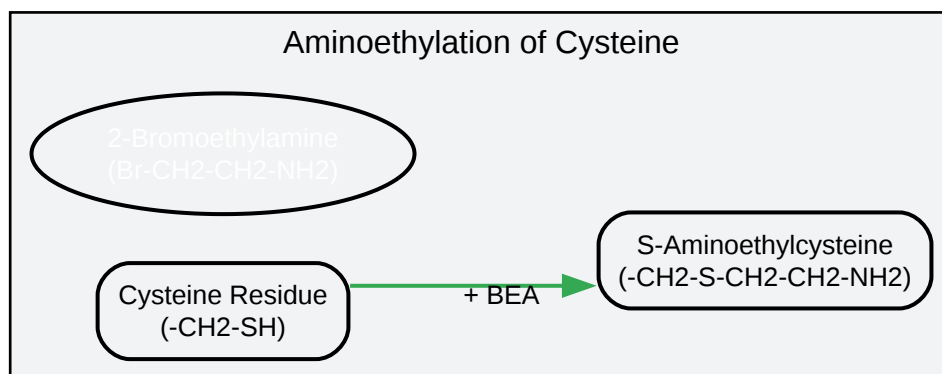 Aminoethylation of Cysteine
2-Bromoethylamine
(Br-CH2-CH2-NH2)
S-Aminoethylcysteine
(-CH2-S-CH2-CH2-NH2)
+ BEA
Cysteine Residue
(-CH2-SH)